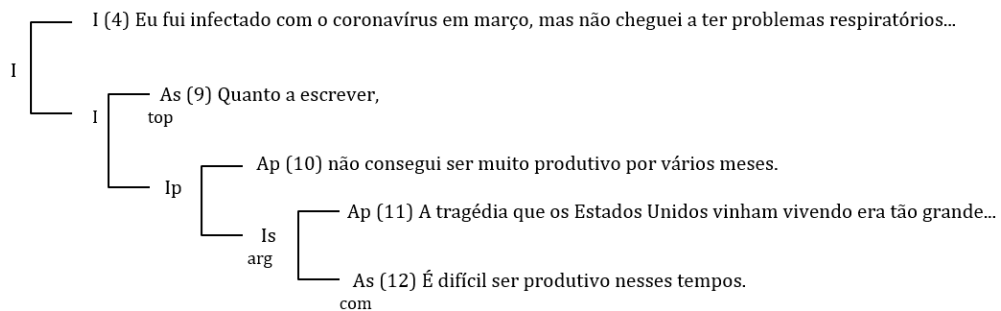 I (4) Eu fui infectado com o coronavírus em março, mas não cheguei a ter problemas respiratórios...
I
As (9) Quanto a escrever,
I top
Ap (10) não consegui ser muito produtivo por vários meses.
Ip
Ap (11) A tragédia que os Estados Unidos vinham vivendo era tão grande...
Is
arg
As (12) É difícil ser produtivo nesses tempos.
com